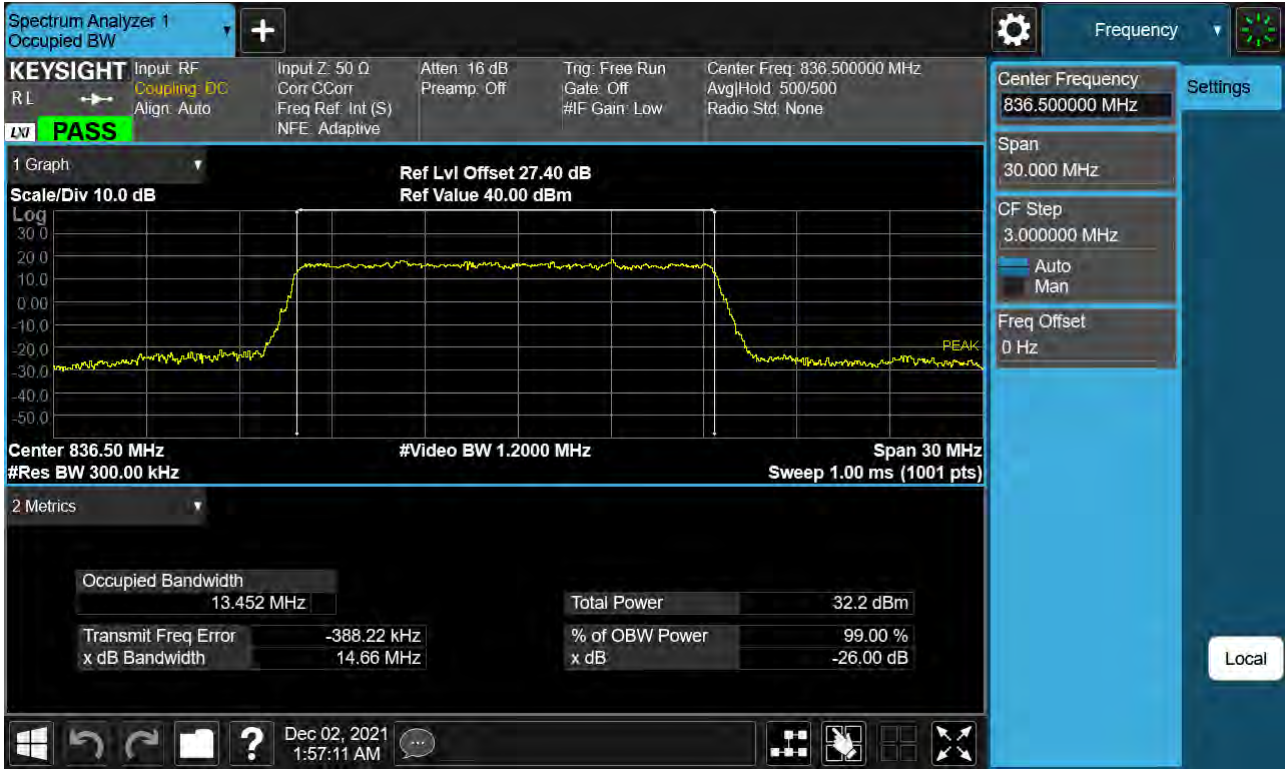 Spectrum Analyzer 1
Occupied BW
Frequency
KEYSIGHT
R L
LXI
PASS
Input: RF
Coupling: DC
Align: Auto
Input Z: 50 Ω
Corr CCorr
Freq Ref: Int (S)
NFE: Adaptive
Atten: 16 dB
Preamp: Off
Trig: Free Run
Gate: Off
#IF Gain: Low
Center Freq: 836.500000 MHz
Avg|Hold: 500/500
Radio Std: None
1 Graph
Scale/Div 10.0 dB
Ref Lvl Offset 27.40 dB
Ref Value 40.00 dBm
Log
30.0
20.0
10.0
0.00
-10.0
-20.0
-30.0
-40.0
-50.0
PEAK
Center 836.50 MHz
#Res BW 300.00 kHz
#Video BW 1.2000 MHz
Span 30 MHz
Sweep 1.00 ms (1001 pts)
2 Metrics
Occupied Bandwidth
13.452 MHz
Transmit Freq Error -388.22 kHz
x dB Bandwidth 14.66 MHz
Total Power 32.2 dBm
% of OBW Power 99.00 %
x dB -26.00 dB
Center Frequency
836.500000 MHz
Span
30.000 MHz
CF Step
3.000000 MHz
Auto
Man
Freq Offset
0 Hz
Settings
Local
?
Dec 02, 2021
1:57:11 AM